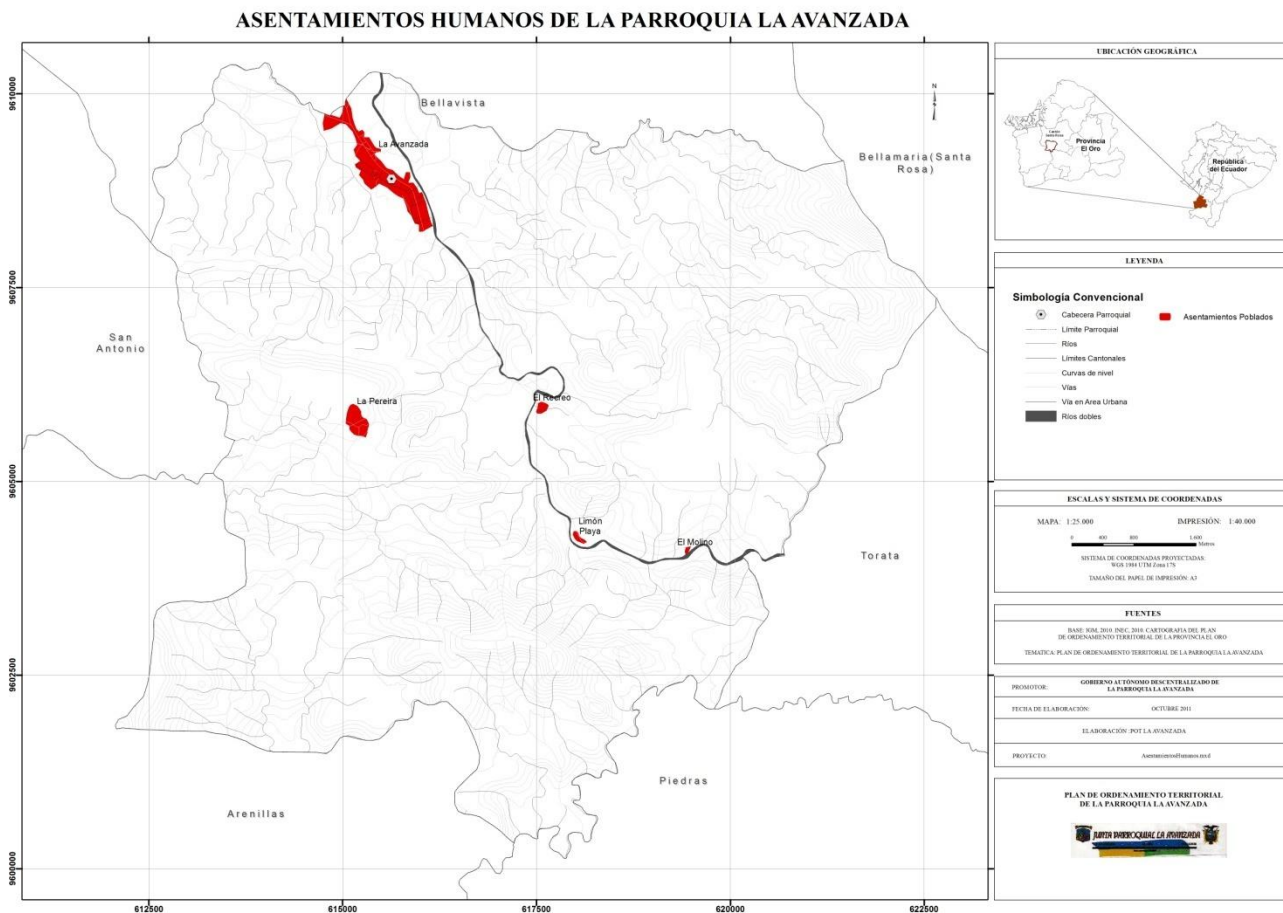 ASENTAMIENTOS HUMANOS DE LA PARROQUIA LA AVANZADA
612500
615000
617500
620000
622500
9610000
9607500
9605000
9602500
9600000
N
Bellavista
La Avanzada
Bellamaria(Santa
Rosa)
San
Antonio
La Pereira
El Recreo
Limón
Playa
El Molino
Torata
Piedras
Arenillas
UBICACIÓN GEOGRÁFICA
Provincia
El Oro
República
del Ecuador
LEYENDA
Simbología Convencional
Cabecera Parroquial
Asentamientos Poblados
Límite Parroquial
Ríos
Límites Cantonales
Curvas de nivel
Vías
Vía en Area Urbana
Ríos dobles
ESCALAS Y SISTEMA DE COORDENADAS
MAPA: 1:25.000 IMPRESIÓN: 1:40.000
0 400 800 1.600
Metros
SISTEMA DE COORDENADAS PROYECTADAS:
WGS 1984 UTM Zona 17S
TAMAÑO DEL PAPEL DE IMPRESIÓN: A3
FUENTES
BASE: IGM, 2010. INEC, 2010. CARTOGRAFIA DEL PLAN
DE ORDENAMIENTO TERRITORIAL DE LA PROVINCIA EL ORO
TEMATICA: PLAN DE ORDENAMIENTO TERRITORIAL DE LA PARROQUIA LA AVANZADA
PROMOTOR: GOBIERNO AUTÓNOMO DESCENTRALIZADO DE
LA PARROQUIA LA AVANZADA
FECHA DE ELABORACIÓN: OCTUBRE 2011
ELABORACIÓN :POT LA AVANZADA
PROYECTO: AsentamientosHumanos.mxd
PLAN DE ORDENAMIENTO TERRITORIAL
DE LA PARROQUIA LA AVANZADA
JUNTA PARROQUIAL LA AVANZADA